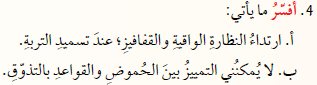 4. أفسّرُ ما يأتي:
أ. ارتداءُ النظارةِ الواقيةِ والقفافيزِ؛ عندَ تسميدِ التربةِ.
ب. لا يُمكنُني التمييزُ بينَ الحُموضِ والقواعدِ بالتذوّقِ.